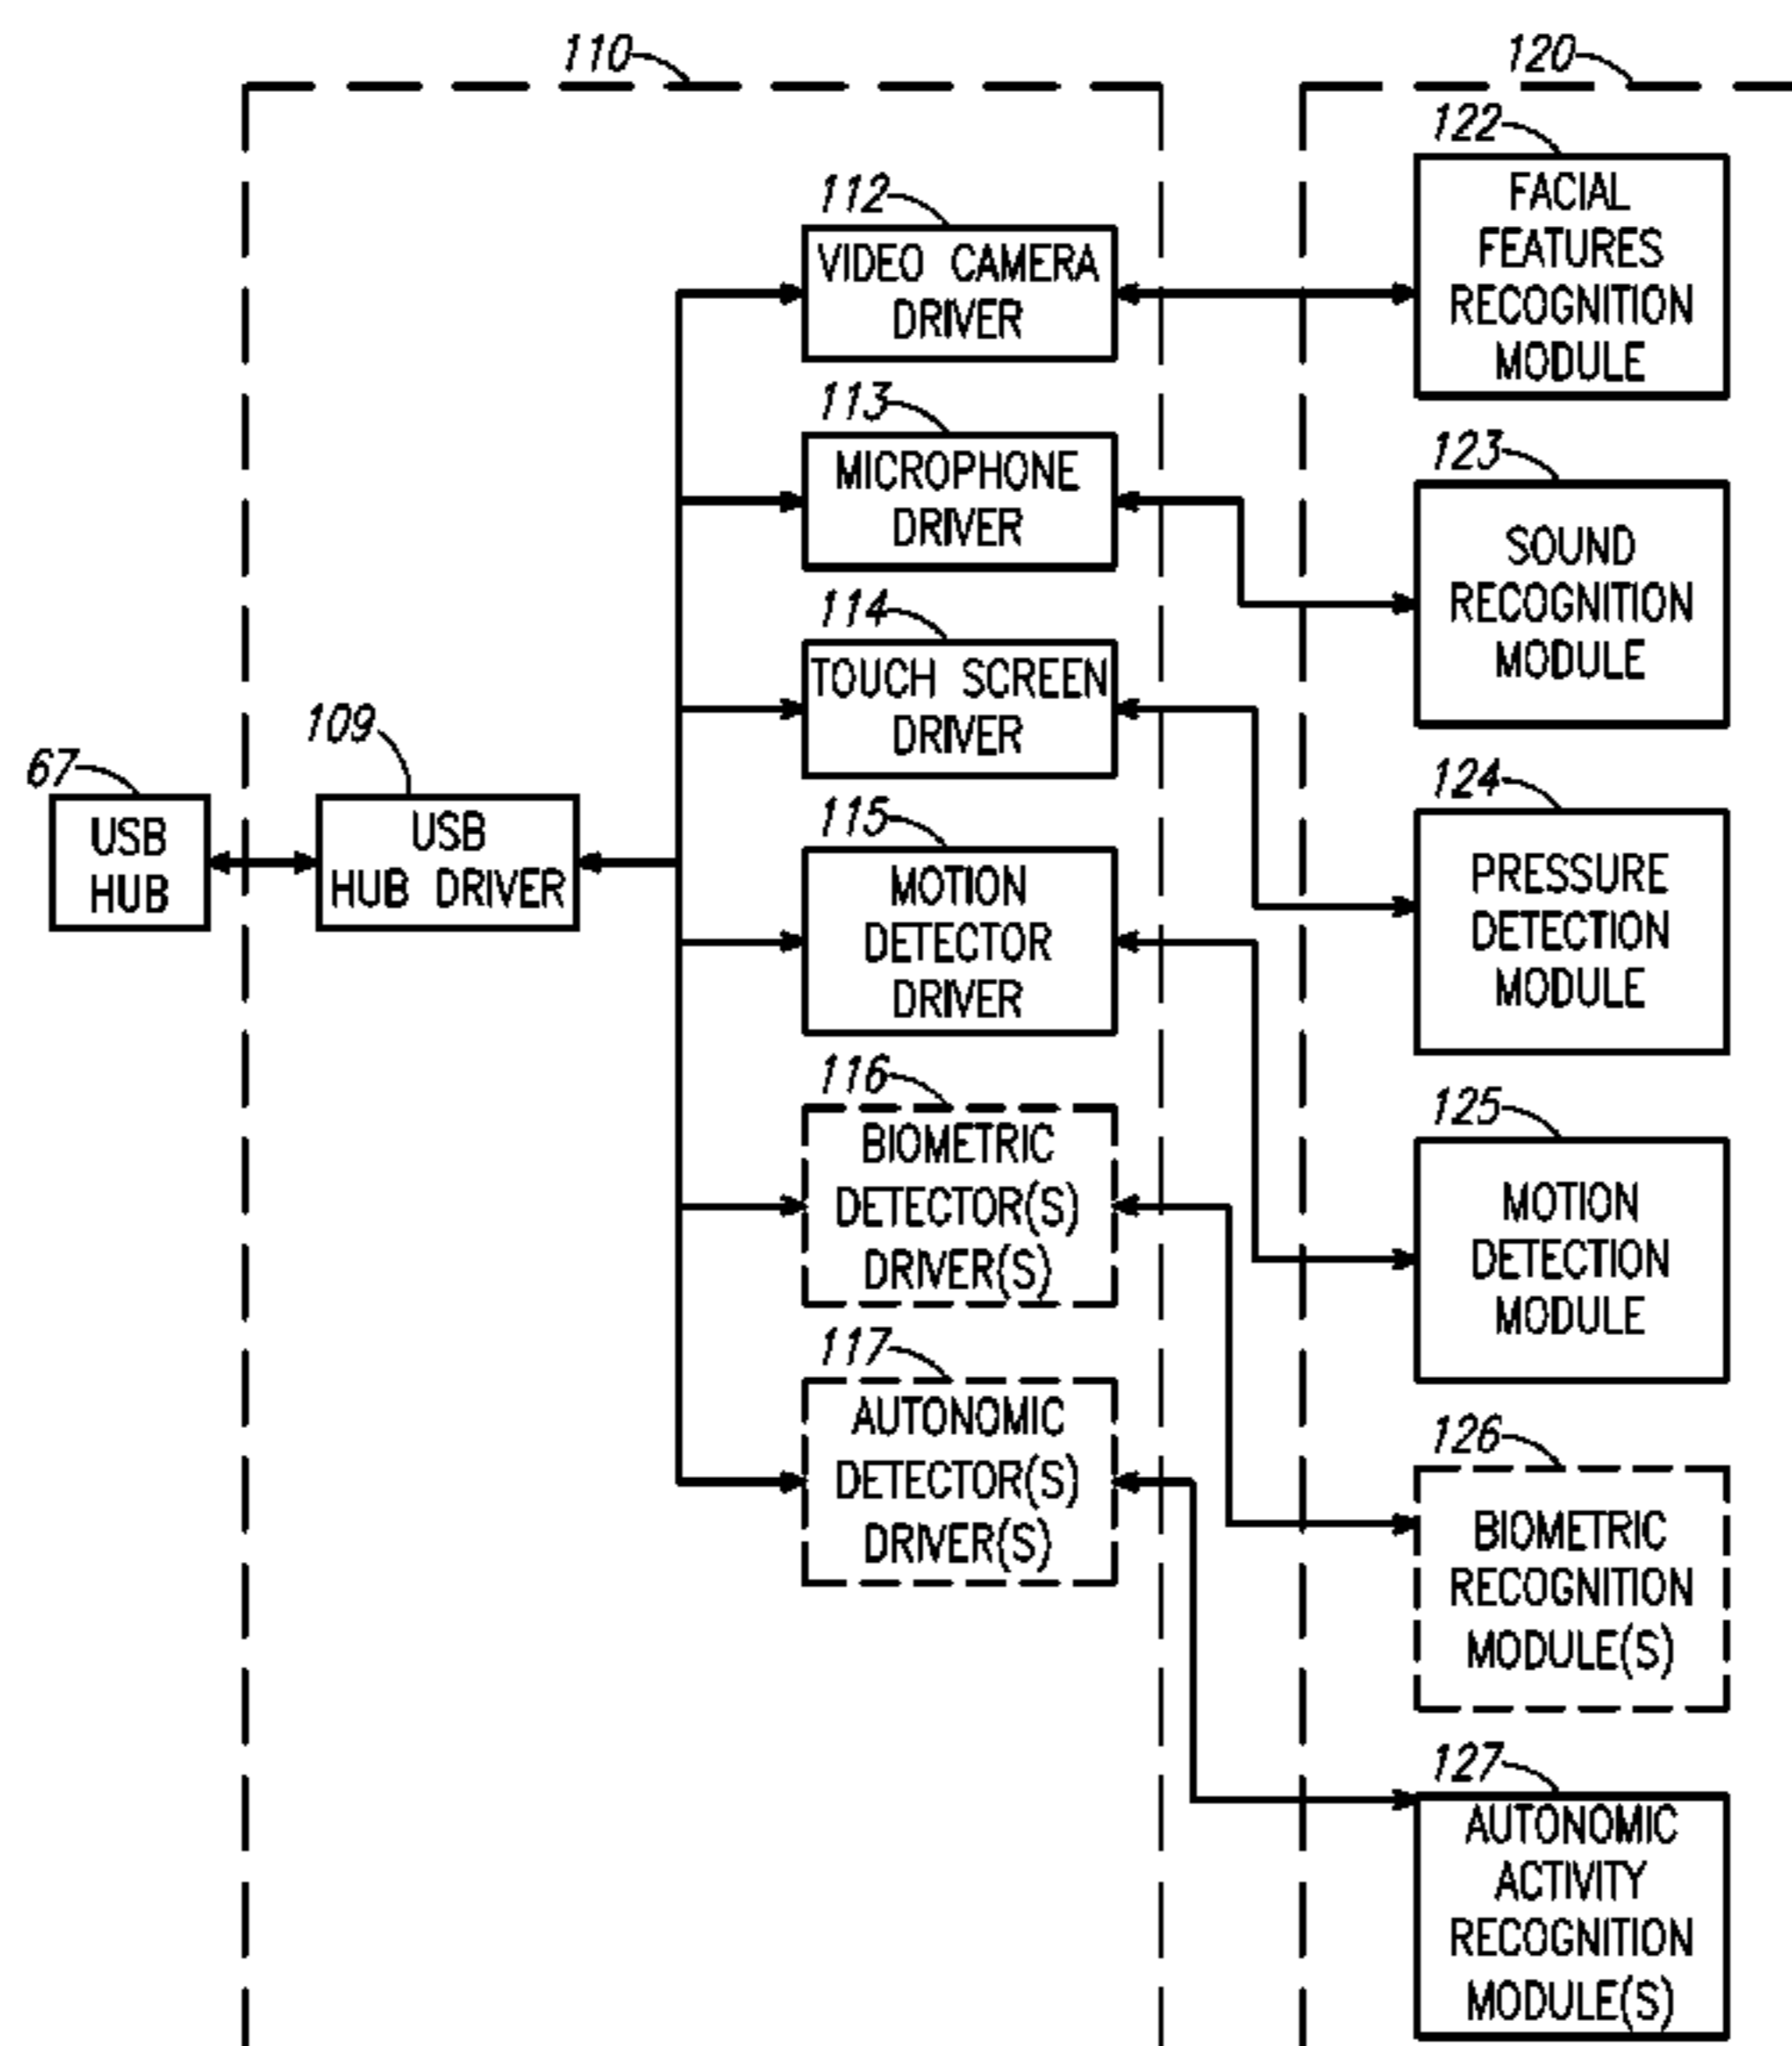 110
120
122
FACIAL
FEATURES
RECOGNITION
MODULE
112
VIDEO CAMERA
DRIVER
113
MICROPHONE
DRIVER
123
SOUND
RECOGNITION
MODULE
114
TOUCH SCREEN
DRIVER
109
USB
HUB DRIVER
67
USB
HUB
124
PRESSURE
DETECTION
MODULE
115
MOTION
DETECTOR
DRIVER
116
BIOMETRIC
DETECTOR(S)
DRIVER(S)
125
MOTION
DETECTION
MODULE
117
AUTONOMIC
DETECTOR(S)
DRIVER(S)
126
BIOMETRIC
RECOGNITION
MODULE(S)
127
AUTONOMIC
ACTIVITY
RECOGNITION
MODULE(S)